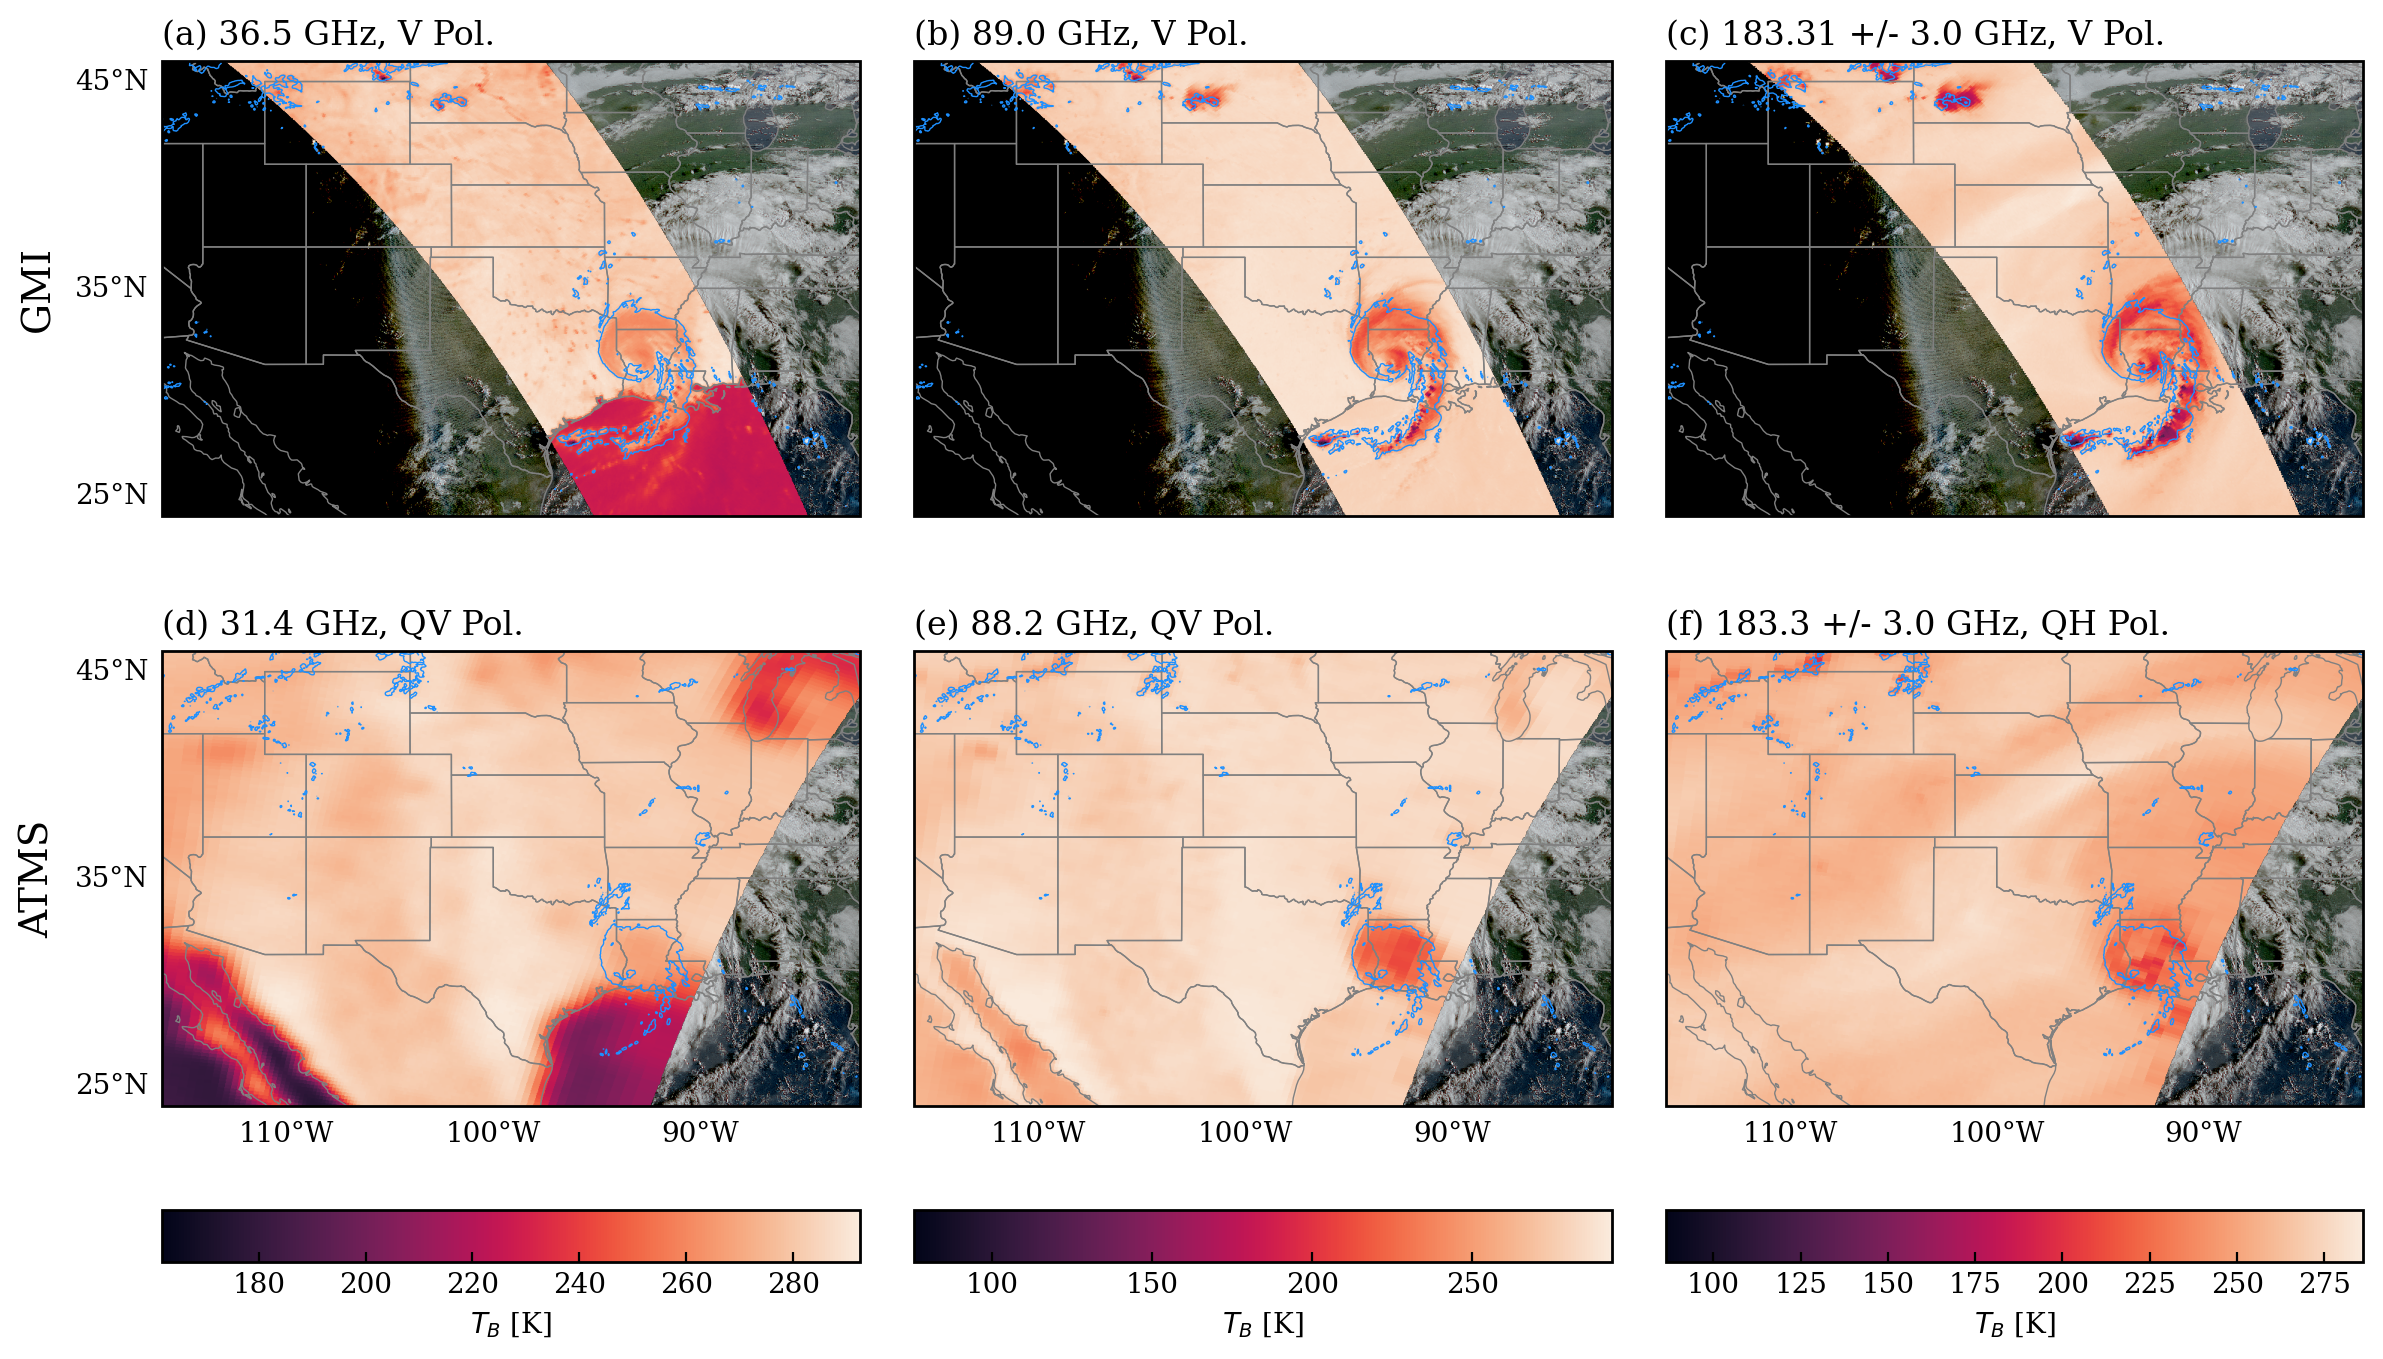 (a) 36.5 GHz, V Pol.
(b) 89.0 GHz, V Pol.
(c) 183.31 +/- 3.0 GHz, V Pol.
45°N
35°N
25°N
GMI
(d) 31.4 GHz, QV Pol.
(e) 88.2 GHz, QV Pol.
(f) 183.3 +/- 3.0 GHz, QH Pol.
45°N
35°N
25°N
ATMS
110°W 100°W 90°W
110°W 100°W 90°W
110°W 100°W 90°W
180 200 220 240 260 280
T_B [K]
100 150 200 250
T_B [K]
100 125 150 175 200 225 250 275
T_B [K]